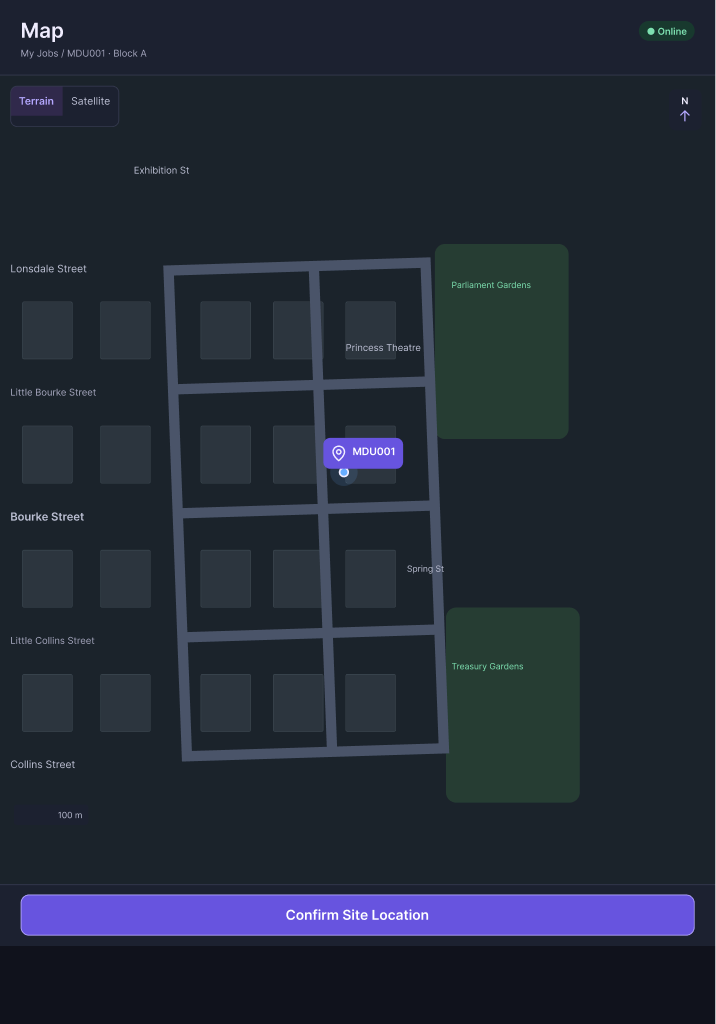 Map
Online
My Jobs / MDU001 · Block A
Terrain
Satellite
N
Exhibition St
Lonsdale Street
Parliament Gardens
Princess Theatre
Little Bourke Street
MDU001
Bourke Street
Spring St
Little Collins Street
Treasury Gardens
Collins Street
100 m
Confirm Site Location